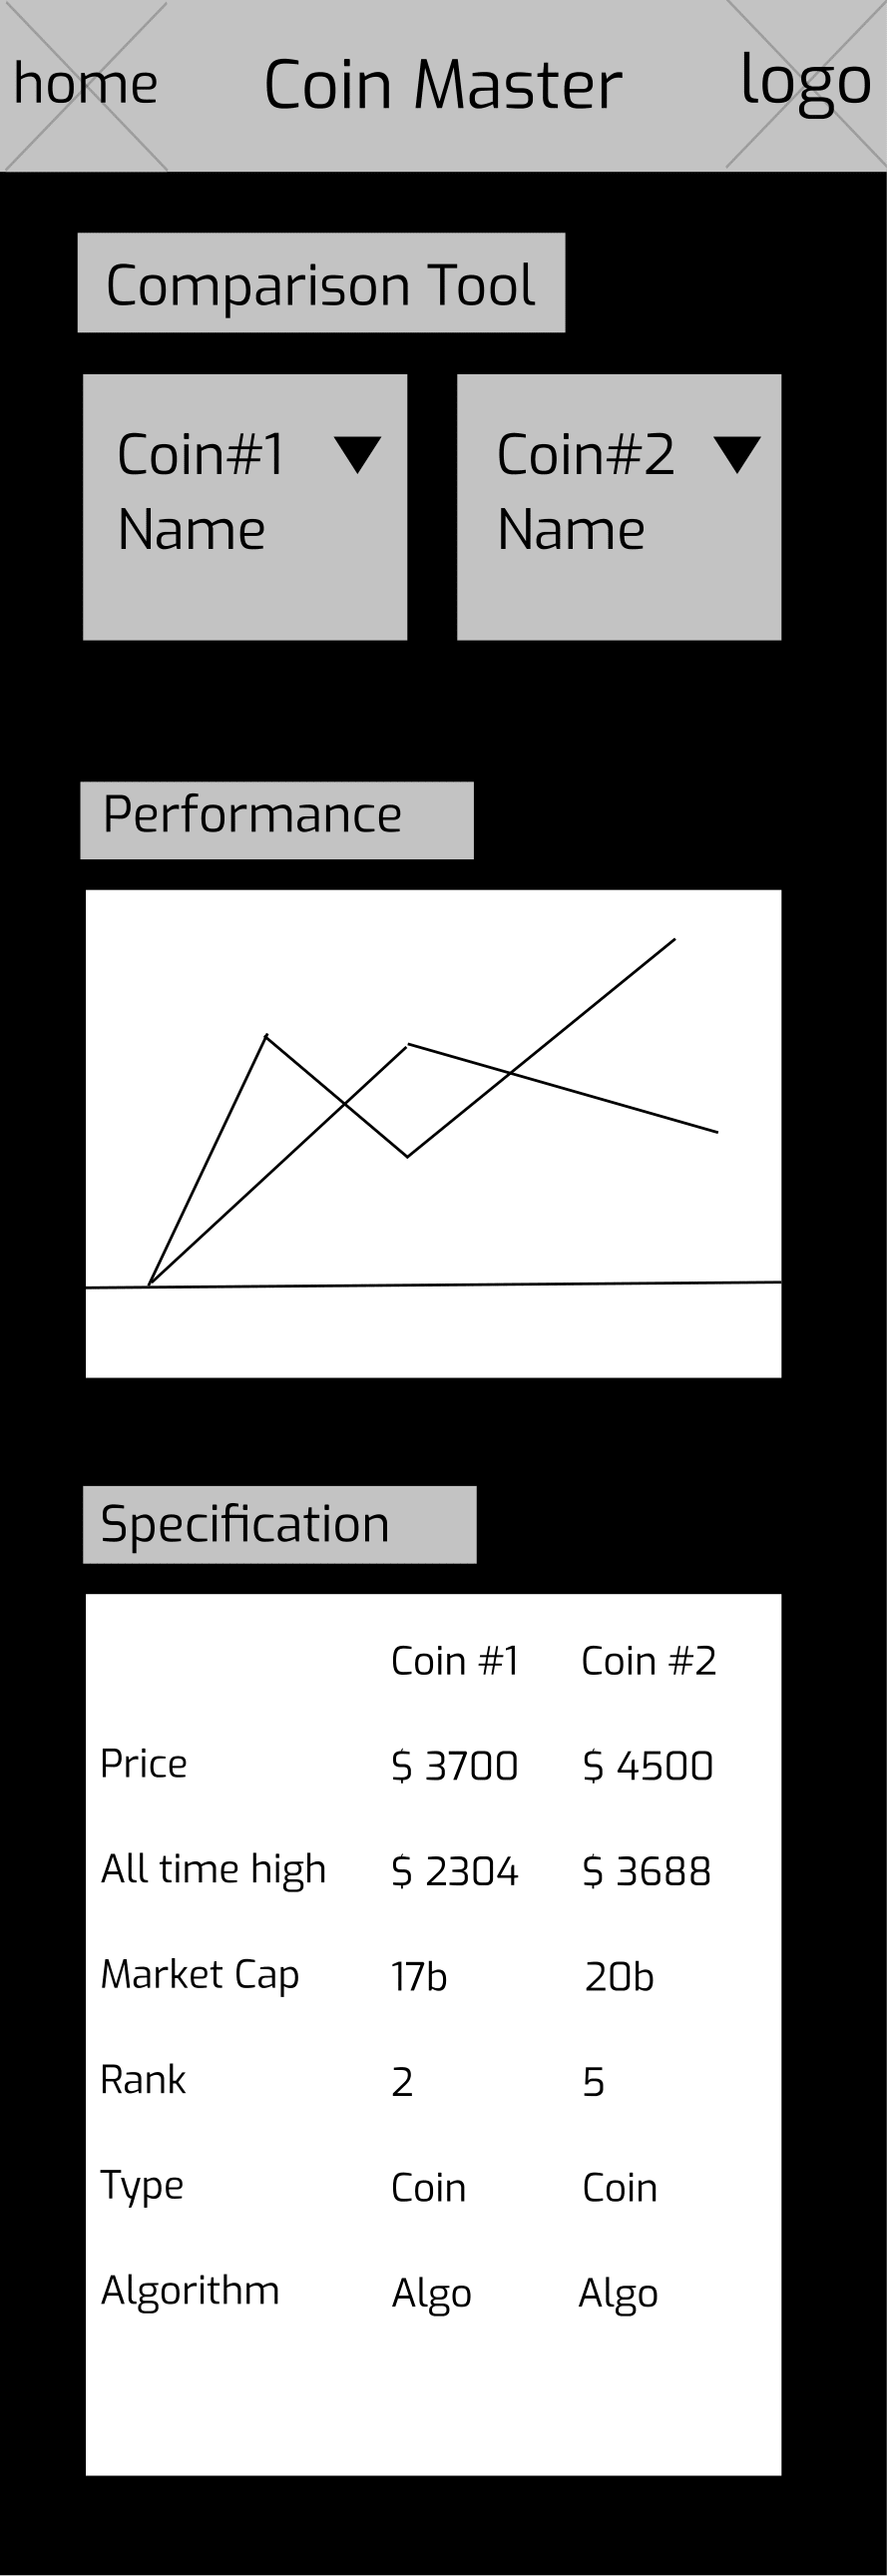 home Coin Master logo
Comparison Tool
Coin#1 Coin#2
Name Name
Performance
Specification
Coin #1 Coin #2
Price $ 3700 $ 4500
All time high $ 2304 $ 3688
Market Cap 17b 20b
Rank 2 5
Type Coin Coin
Algorithm Algo Algo